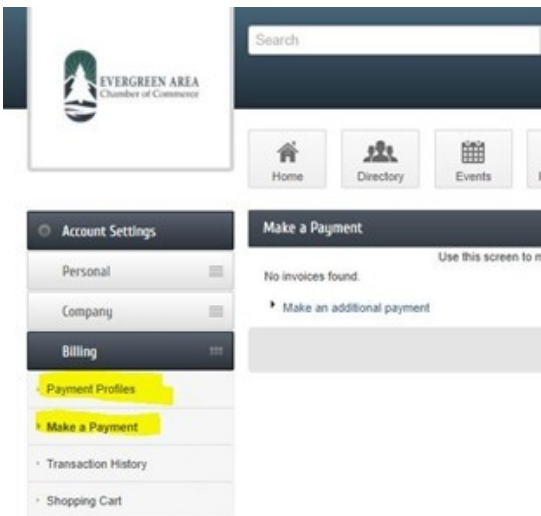 Search
EVERGREEN AREA
Chamber of Commerce
Home
Directory
Events
Account Settings
Personal
Company
Billing
Payment Profiles
Make a Payment
Transaction History
Shopping Cart
Make a Payment
Use this screen to
No invoices found.
Make an additional payment